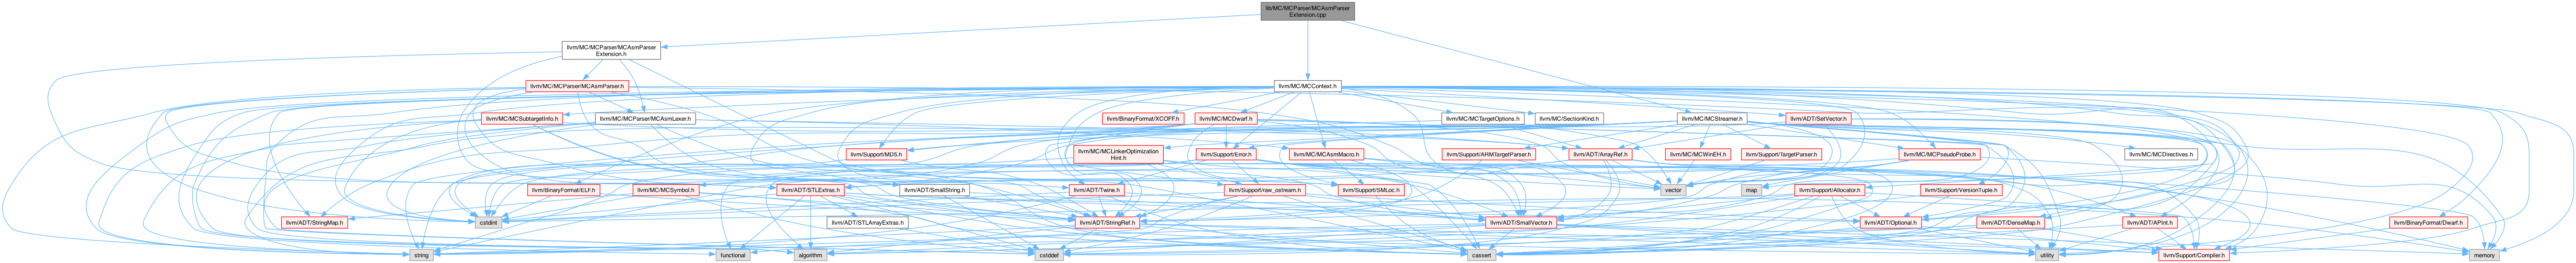 lib/MC/MCParser/MCAsmParser
Extension.cpp
llvm/MC/MCParser/MCAsmParser
Extension.h
llvm/MC/MCParser/MCAsmParser.h
llvm/MC/MCContext.h
llvm/MC/MCSubtargetInfo.h
llvm/MC/MCParser/MCAsmLexer.h
llvm/BinaryFormat/XCOFF.h
llvm/MC/MCDwarf.h
llvm/MC/MCTargetOptions.h
llvm/MC/SectionKind.h
llvm/MC/MCStreamer.h
llvm/ADT/SetVector.h
llvm/Support/MD5.h
llvm/MC/MCLinkerOptimization
Hint.h
llvm/Support/Error.h
llvm/MC/MCAsmMacro.h
llvm/Support/ARMTargetParser.h
llvm/ADT/ArrayRef.h
llvm/MC/MCWinEH.h
llvm/Support/TargetParser.h
llvm/MC/MCPseudoProbe.h
llvm/MC/MCDirectives.h
llvm/BinaryFormat/ELF.h
llvm/MC/MCSymbol.h
llvm/ADT/STLExtras.h
llvm/ADT/SmallString.h
llvm/ADT/Twine.h
llvm/Support/raw_ostream.h
llvm/Support/SMLoc.h
vector
map
llvm/Support/Allocator.h
llvm/Support/VersionTuple.h
llvm/ADT/StringMap.h
cstdint
llvm/ADT/STLArrayExtras.h
llvm/ADT/StringRef.h
llvm/ADT/SmallVector.h
llvm/ADT/Optional.h
llvm/ADT/DenseMap.h
llvm/ADT/APInt.h
llvm/BinaryFormat/Dwarf.h
string
functional
algorithm
cstddef
cassert
utility
llvm/Support/Compiler.h
memory